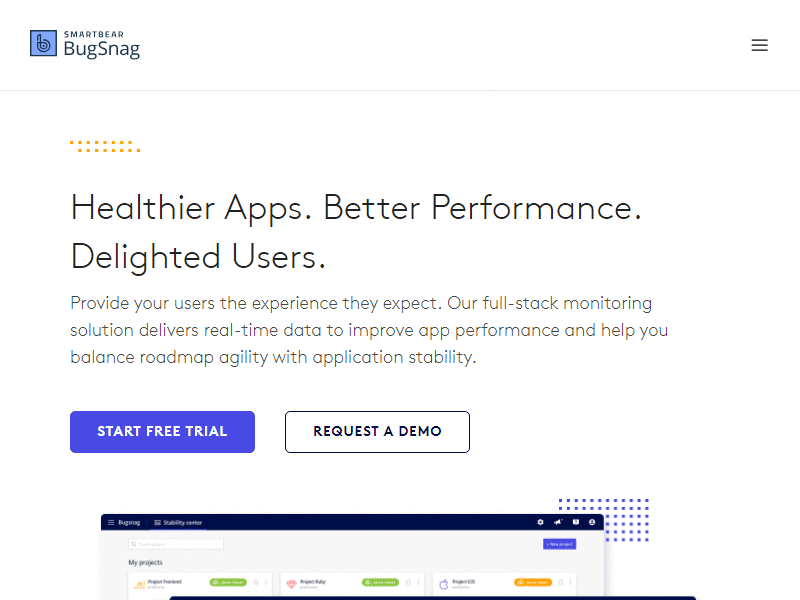 SMARTBEAR
BugSnag
Healthier Apps. Better Performance.
Delighted Users.
Provide your users the experience they expect. Our full-stack monitoring
solution delivers real-time data to improve app performance and help you
balance roadmap agility with application stability.
START FREE TRIAL REQUEST A DEMO
Bugsnag Stability center
Search projects
+ New project
My projects
Project Frontend Project Ruby Project iOS